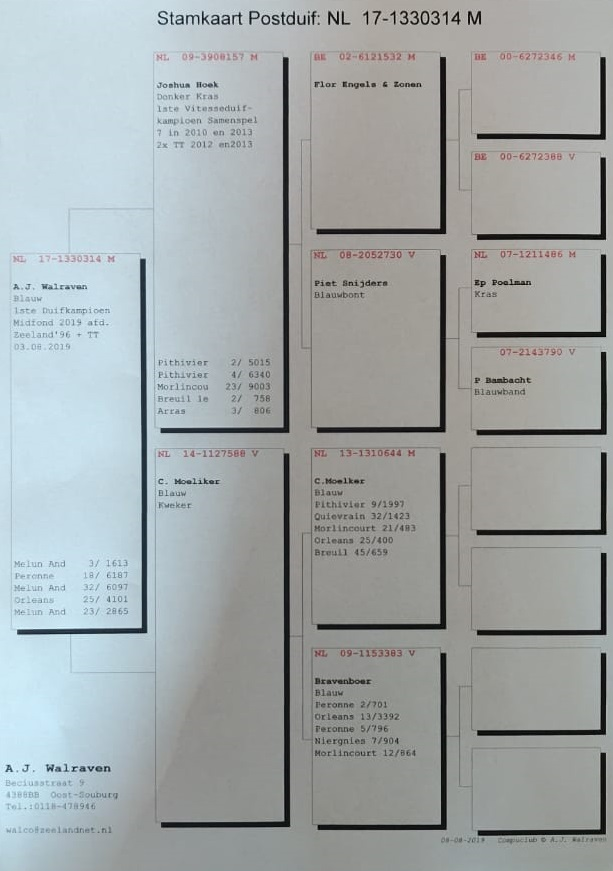 Stamkaart Postduif: NL 17-1330314 M
NL 17-1330314 M
A.J. Walraven
Blauw
1ste Duifkampioen
Midfond 2019 afd.
Zeeland'96 + TT
03.08.2019
Melun And 3/ 1613
Peronne 18/ 6187
Melun And 32/ 6097
Orleans 25/ 4101
Melun And 23/ 2865
NL 09-3908157 M
Joshua Hoek
Donker Kras
1ste Vitesseduif-
kampioen Samenspel
7 in 2010 en 2013
2x TT 2012 en2013
Pithivier 2/ 5015
Pithivier 4/ 6340
Morlincou 23/ 9003
Breuil le 2/ 758
Arras 3/ 806
NL 14-1127588 V
C. Moeliker
Blauw
Kweker
BE 02-6121532 M
Flor Engels & Zonen
NL 08-2052730 V
Piet Snijders
Blauwbont
NL 13-1310644 M
C.Moelker
Blauw
Pithivier 9/1997
Quievrain 32/1423
Morlincourt 21/483
Orleans 25/400
Breuil 45/659
NL 09-1153383 V
Bravenboer
Blauw
Peronne 2/701
Orleans 13/3392
Peronne 5/796
Niergnies 7/904
Morlincourt 12/864
BE 00-6272346 M
BE 00-6272388 V
NL 07-1211486 M
Ep Poelman
Kras
07-2143790 V
P Bambacht
Blauwband
A.J. Walraven
Beciusstraat 9
4388BB Oost-Souburg
Tel.:0118-478946
walco@zeelandnet.nl
08-08-2019 Compuclub © A.J. Walraven